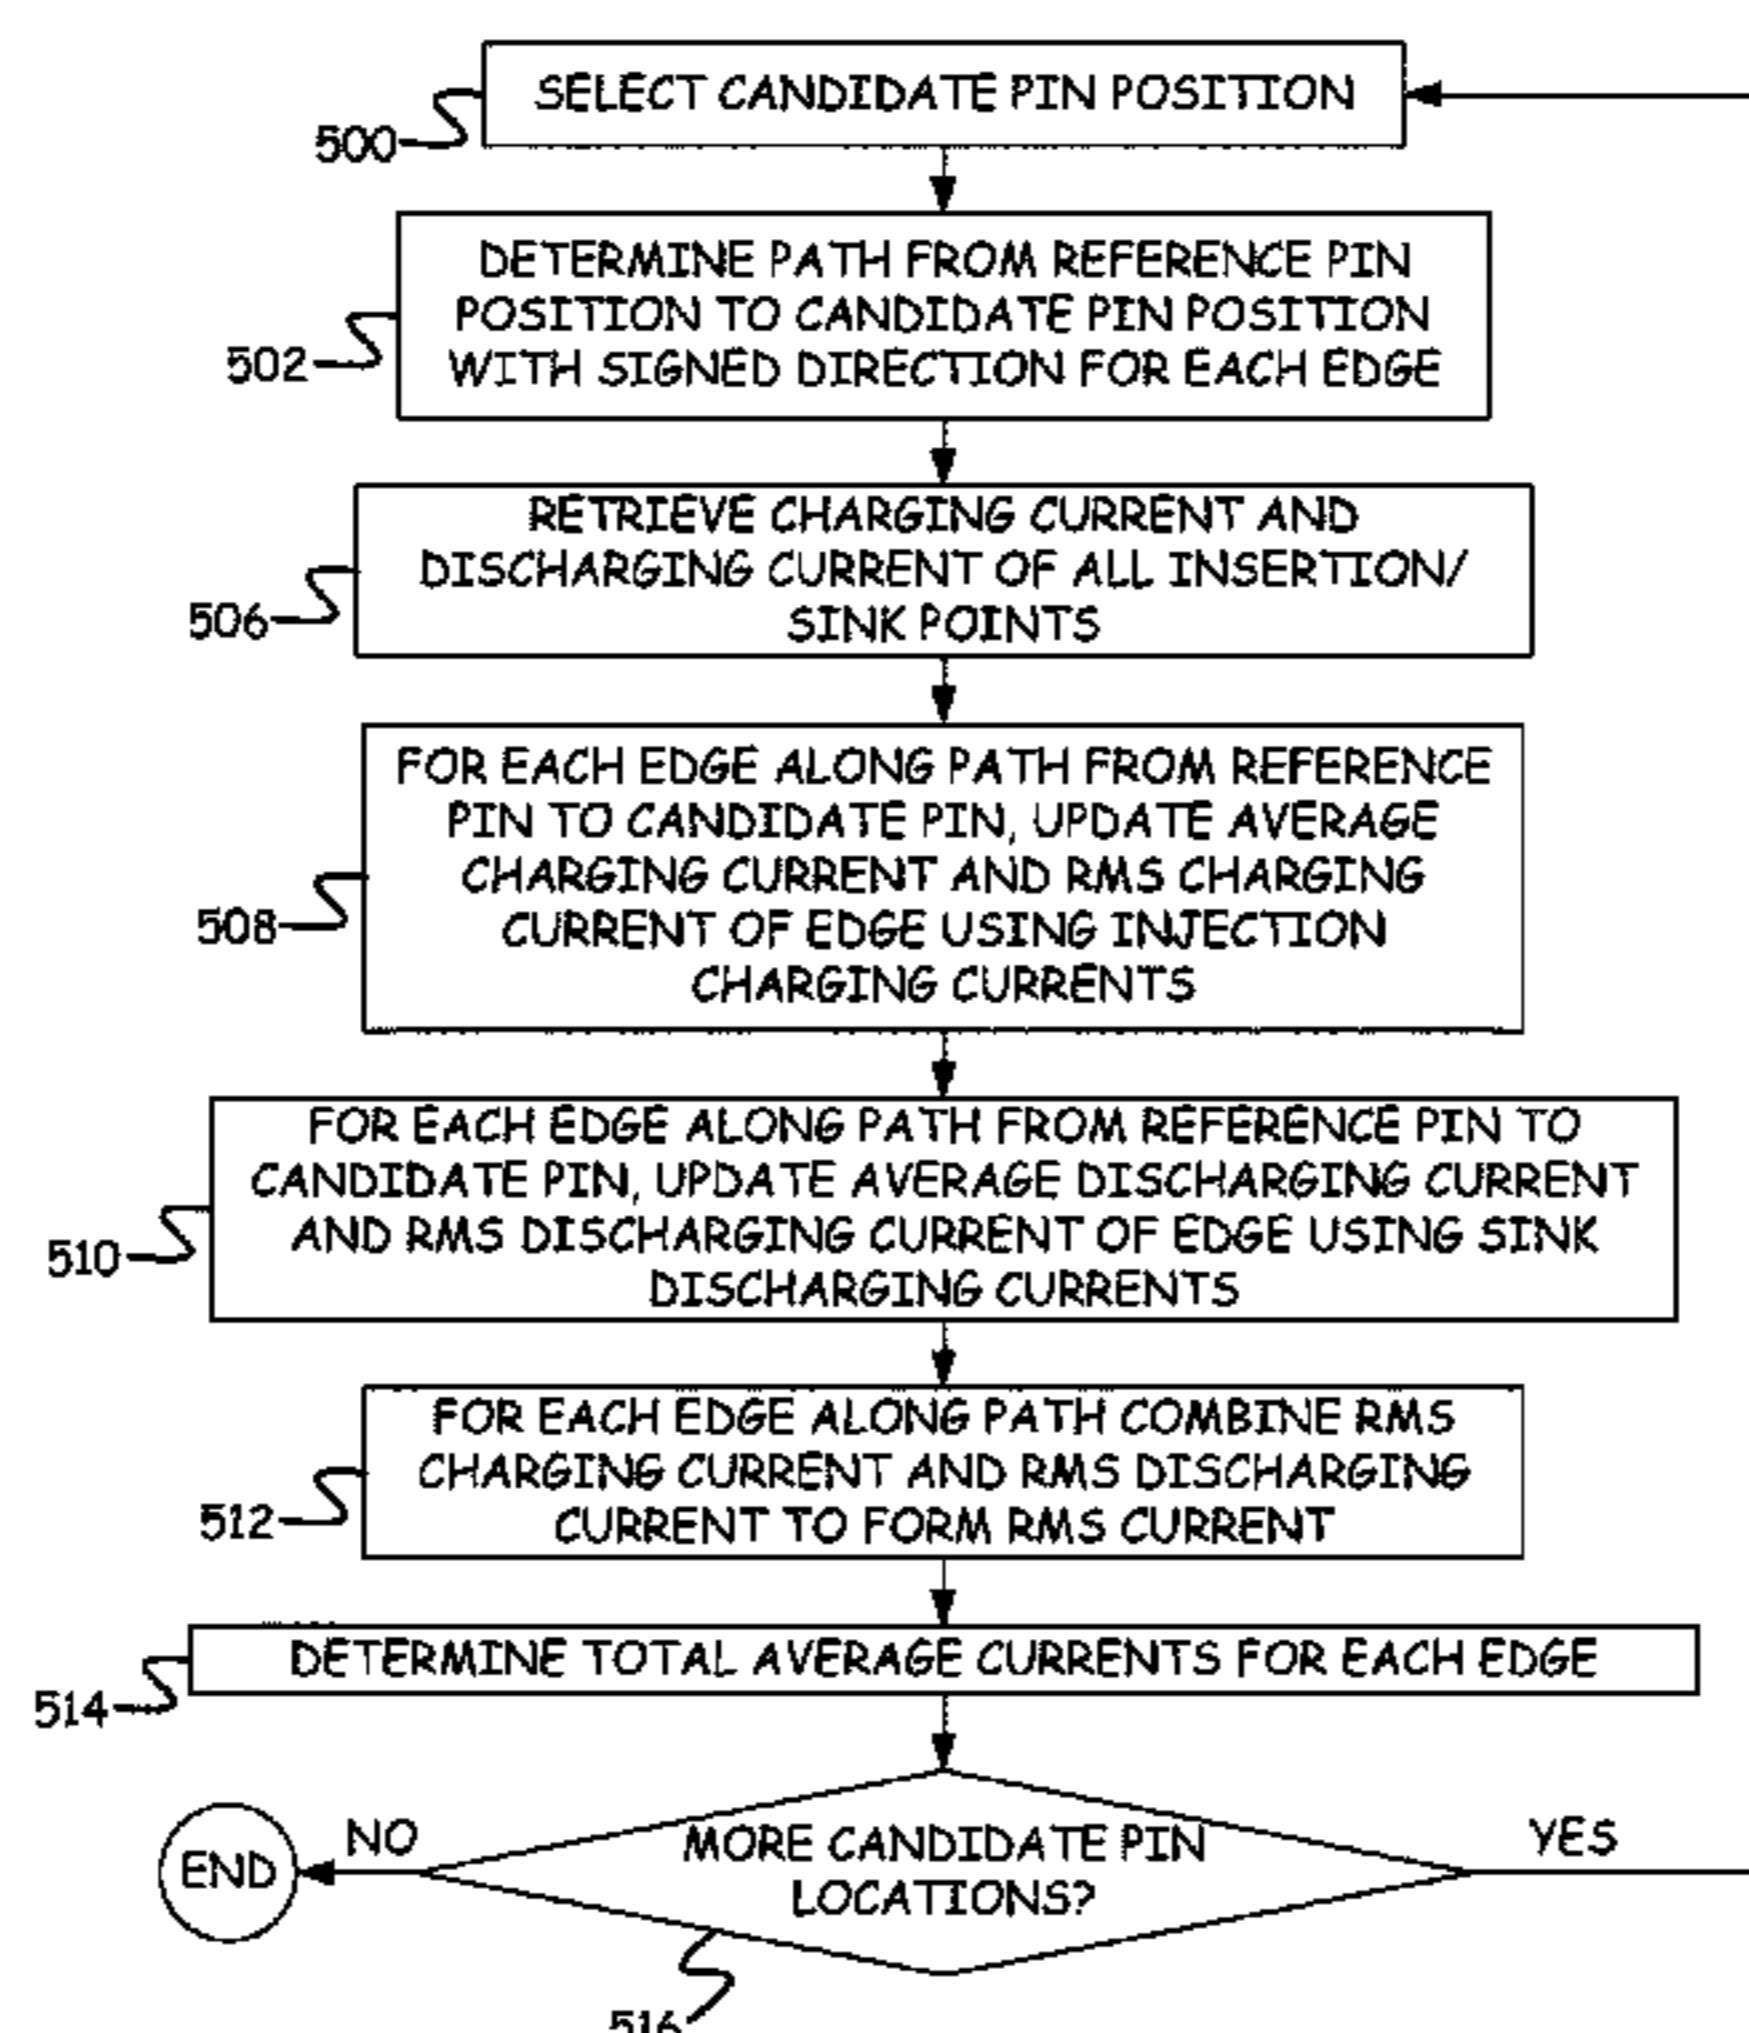 SELECT CANDIDATE PIN POSITION
500
DETERMINE PATH FROM REFERENCE PIN
POSITION TO CANDIDATE PIN POSITION
WITH SIGNED DIRECTION FOR EACH EDGE
502
RETRIEVE CHARGING CURRENT AND
DISCHARGING CURRENT OF ALL INSERTION/
SINK POINTS
506
FOR EACH EDGE ALONG PATH FROM REFERENCE
PIN TO CANDIDATE PIN, UPDATE AVERAGE
CHARGING CURRENT AND RMS CHARGING
CURRENT OF EDGE USING INJECTION
CHARGING CURRENTS
508
FOR EACH EDGE ALONG PATH FROM REFERENCE PIN TO
CANDIDATE PIN, UPDATE AVERAGE DISCHARGING CURRENT
AND RMS DISCHARGING CURRENT OF EDGE USING SINK
DISCHARGING CURRENTS
510
FOR EACH EDGE ALONG PATH COMBINE RMS
CHARGING CURRENT AND RMS DISCHARGING
CURRENT TO FORM RMS CURRENT
512
DETERMINE TOTAL AVERAGE CURRENTS FOR EACH EDGE
514
MORE CANDIDATE PIN
LOCATIONS?
NO
END
YES
516